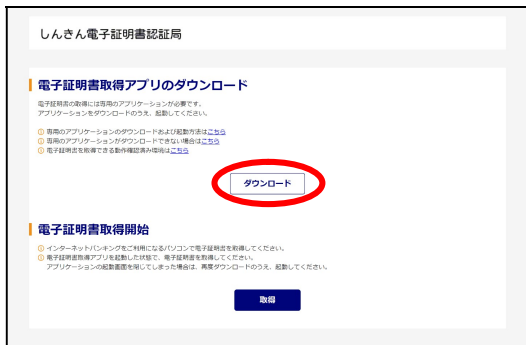 しんきん電子証明書認証局
電子証明書取得アプリのダウンロード
電子証明書の取得には専用のアプリケーションが必要です。
アプリケーションをダウンロードのうえ、起動してください。
専用のアプリケーションのダウンロードおよび起動方法はこちら
専用のアプリケーションがダウンロードできない場合はこちら
電子証明書を取得できる動作確認済み環境はこちら
ダウンロード
電子証明書取得開始
インターネットバンキングをご利用になるパソコンで電子証明書を取得してください。
電子証明書取得アプリを起動した状態で、電子証明書を取得してください。
アプリケーションの起動画面を閉じてしまった場合は、再度ダウンロードのうえ、起動してください。
取得